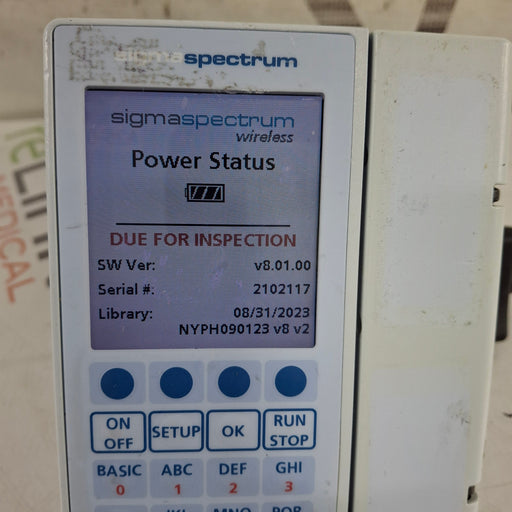 sigmaspectrum
sigmaspectrum
wireless
Power Status
DUE FOR INSPECTION
SW Ver: v8.01.00
Serial #: 2102117
Library: 08/31/2023
NYPH090123 v8 v2
ON OFF
SETUP
OK
RUN STOP
BASIC 0
ABC 1
DEF 2
GHI 3
MEDICAL